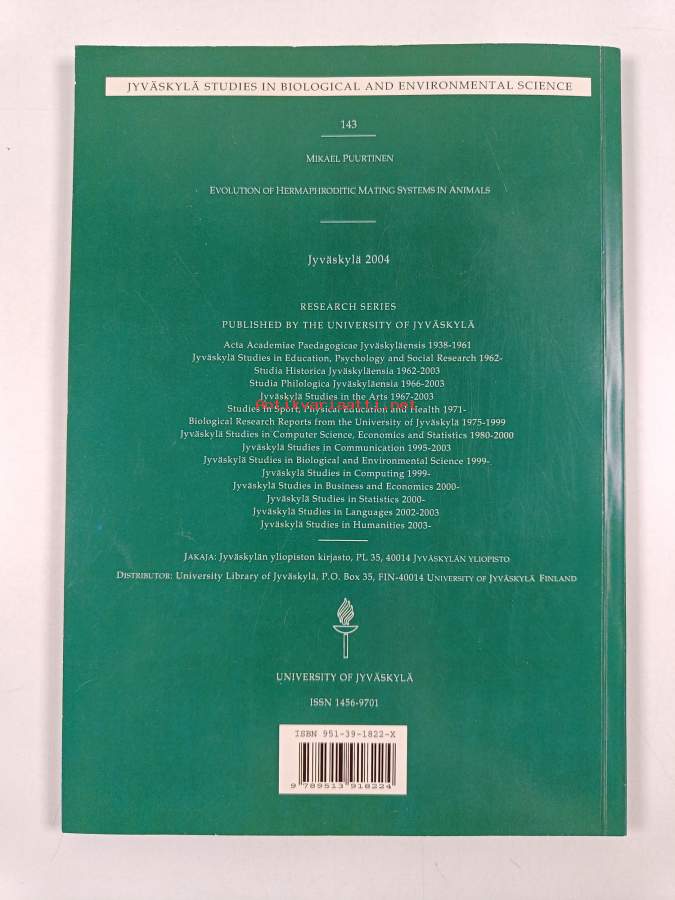 JYVÄSKYLÄ STUDIES IN BIOLOGICAL AND ENVIRONMENTAL SCIENCE
143
MIKAEL PUURTINEN
EVOLUTION OF HERMAPHRODITIC MATING SYSTEMS IN ANIMALS
Jyväskylä 2004
RESEARCH SERIES
PUBLISHED BY THE UNIVERSITY OF JYVÄSKYLÄ
Acta Academiae Paedagogicae Jyväskyläensis 1938-1961
Jyväskylä Studies in Education, Psychology and Social Research 1962-
Studia Historica Jyväskyläensia 1962-2003
Studia Philologica Jyväskyläensia 1966-2003
Jyväskylä Studies in the Arts 1967-2003
antikvariaatti.net
Studies in Sport, Physical Education and Health 1971-
Biological Research Reports from the University of Jyväskylä 1975-1999
Jyväskylä Studies in Computer Science, Economics and Statistics 1980-2000
Jyväskylä Studies in Communication 1995-2003
Jyväskylä Studies in Biological and Environmental Science 1999-
Jyväskylä Studies in Computing 1999-
Jyväskylä Studies in Business and Economics 2000-
Jyväskylä Studies in Statistics 2000-
Jyväskylä Studies in Languages 2002-2003
Jyväskylä Studies in Humanities 2003-
JAKAJA: Jyväskylän yliopiston kirjasto, PL 35, 40014 JYVÄSKYLÄN YLIOPISTO
DISTRIBUTOR: University Library of Jyväskylä, P.O. Box 35, FIN-40014 UNIVERSITY OF JYVÄSKYLÄ FINLAND
UNIVERSITY OF JYVÄSKYLÄ
ISSN 1456-9701
ISBN 951-39-1822-X
9 789513 918224